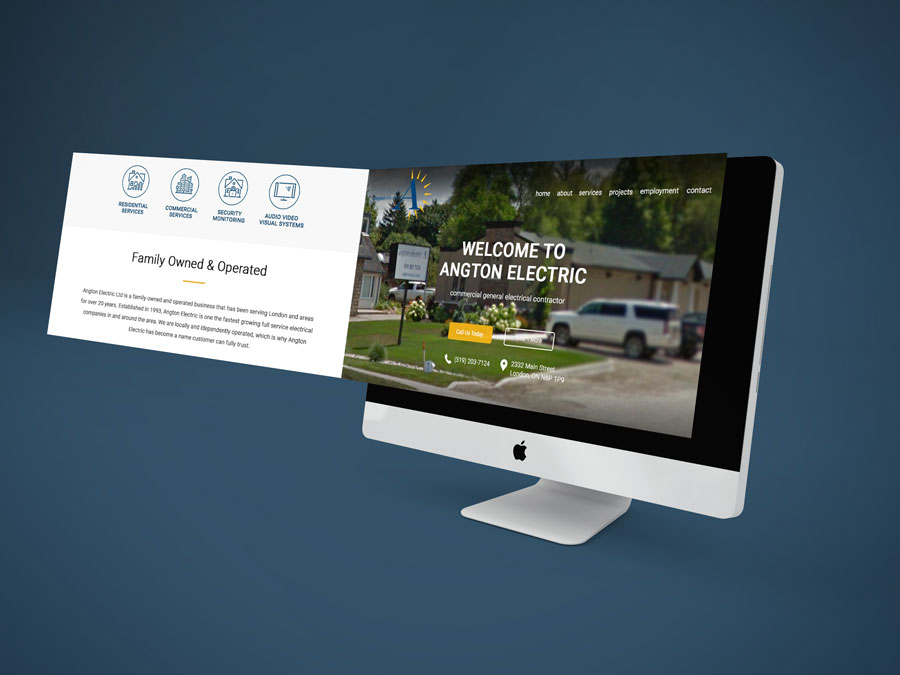 home about services projects employment contact
WELCOME TO
ANGTON ELECTRIC
commercial general electrical contractor
Call Us Today
(519) 203-7124
2332 Main Street
London, ON N6P 1P9
RESIDENTIAL
SERVICES
COMMERCIAL
SERVICES
SECURITY
MONITORING
AUDIO VIDEO
VISUAL SYSTEMS
Family Owned & Operated
Angton Electric Ltd is a family owned and operated business that has been serving London and areas
for over 20 years. Established in 1993, Angton Electric is one the fastest growing full service electrical
companies in and around the area. We are locally and idependently operated, which is why Angton
Electric has become a name customer can fully trust.